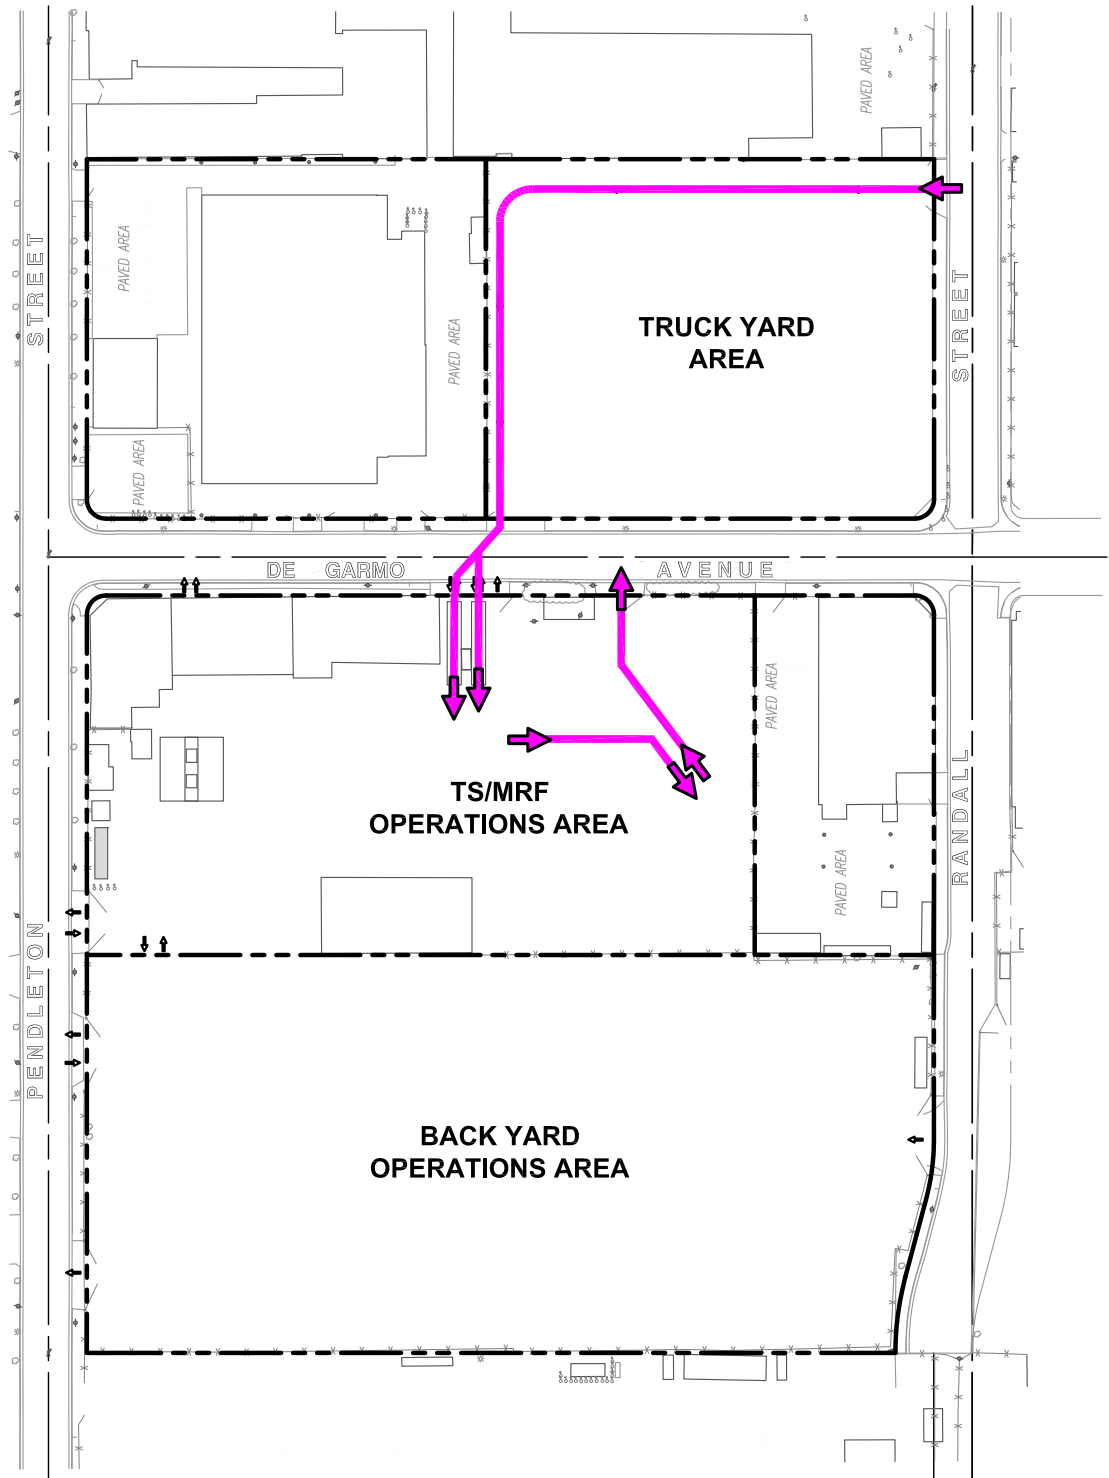 PAVED AREA
STREET
PAVED AREA
PAVED AREA
PAVED AREA
TRUCK YARD
AREA
STREET
DE GARMO AVENUE
PAVED AREA
TS/MRF
OPERATIONS AREA
PAVED AREA
RANDALL
PENDLETON
BACK YARD
OPERATIONS AREA